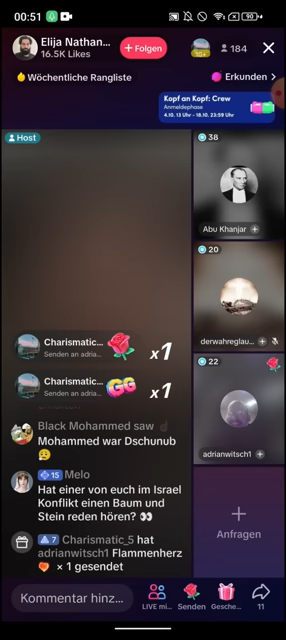 00:51
90
Elija Nathan...
16.5K Likes
+ Folgen
10+
184
Wöchentliche Rangliste
Erkunden >
Kopf an Kopf: Crew
Anmeldephase
4.10. 13 Uhr - 18.10. 23:59 Uhr
Host
38
Abu Khanjar +
20
derwahreglau... +
22
adrianwitsch1 +
Charismatic...
Senden an adria...
x1
Charismatic...
Senden an adria...
GG
x1
Black Mohammed saw
Mohammed war Dschunub
😢
15 Melo
Hat einer von euch im Israel
Konflikt einen Baum und
Stein reden hören? 👀
7 Charismatic_5 hat
adrianwitsch1 Flammenherz
× 1 gesendet
+
Anfragen
Kommentar hinz...
LIVE mi...
Senden
Gesche...
11